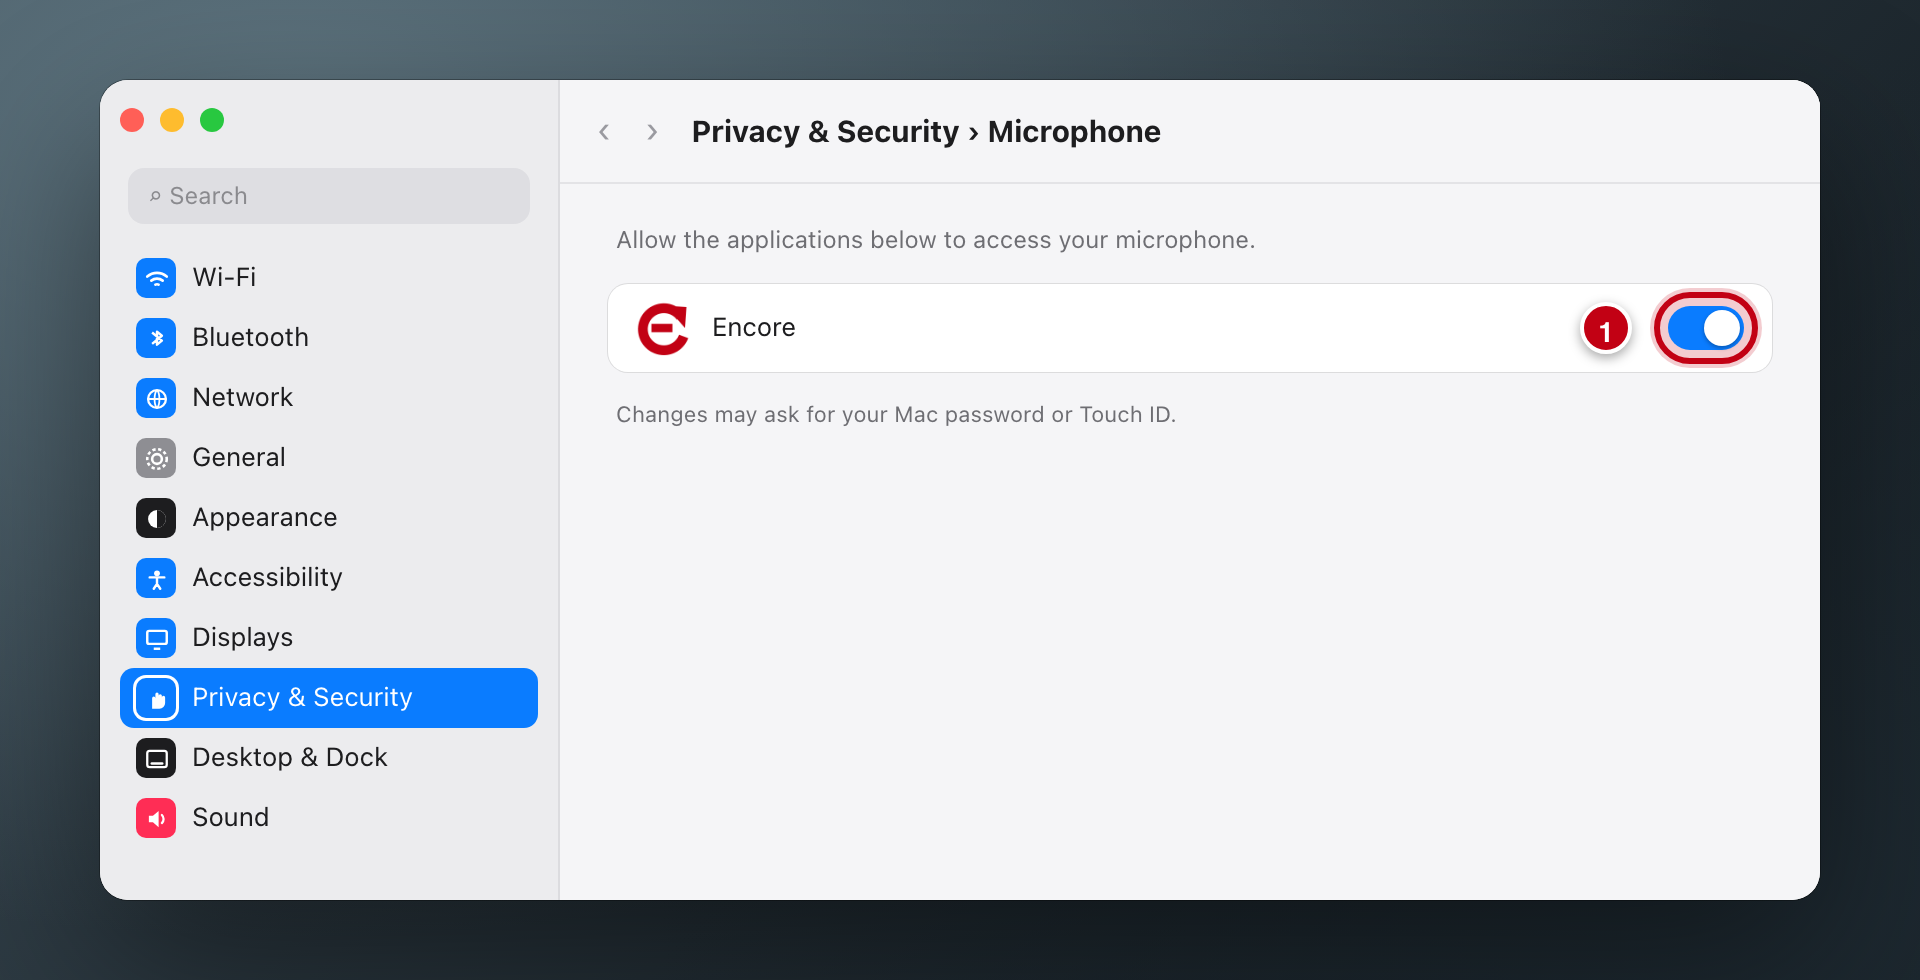 Search
Wi-Fi
Bluetooth
Network
General
Appearance
Accessibility
Displays
Privacy & Security
Desktop & Dock
Sound
Privacy & Security › Microphone
Allow the applications below to access your microphone.
Encore
1
Changes may ask for your Mac password or Touch ID.